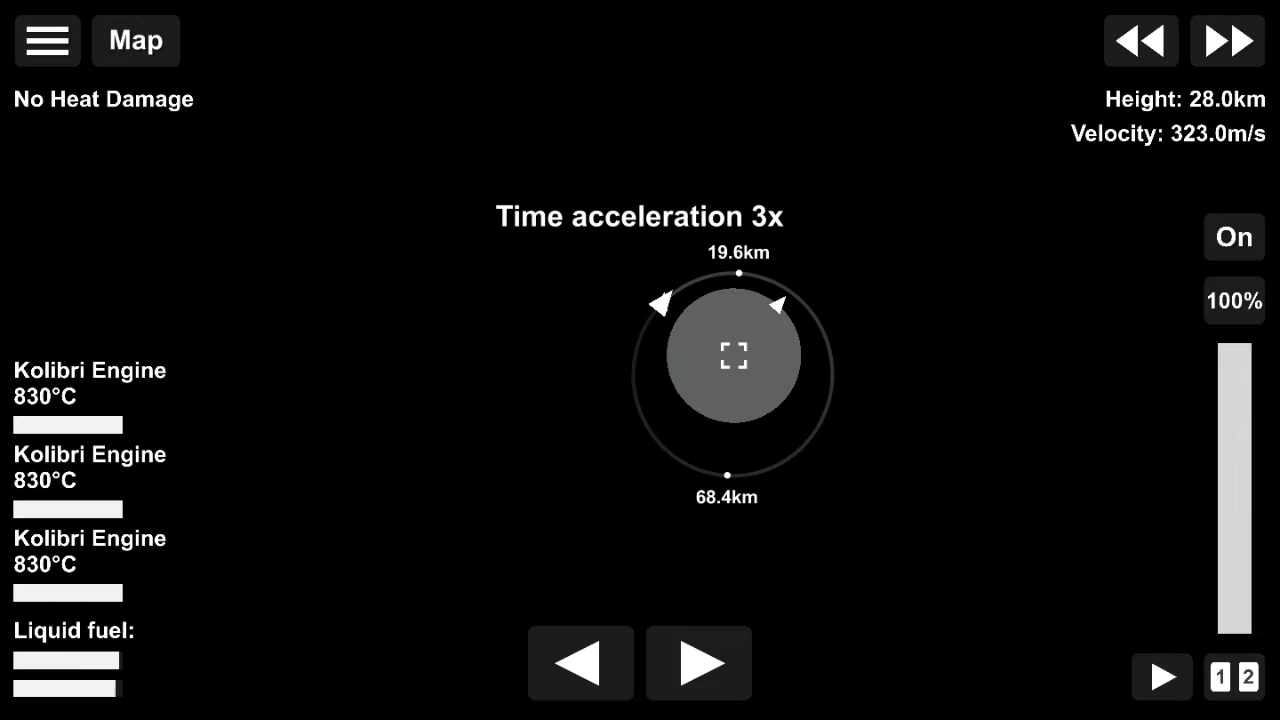 Map
No Heat Damage
Height: 28.0km
Velocity: 323.0m/s
Time acceleration 3x
19.6km
On
100%
Kolibri Engine
830°C
Kolibri Engine
830°C
68.4km
Kolibri Engine
830°C
Liquid fuel:
1 2